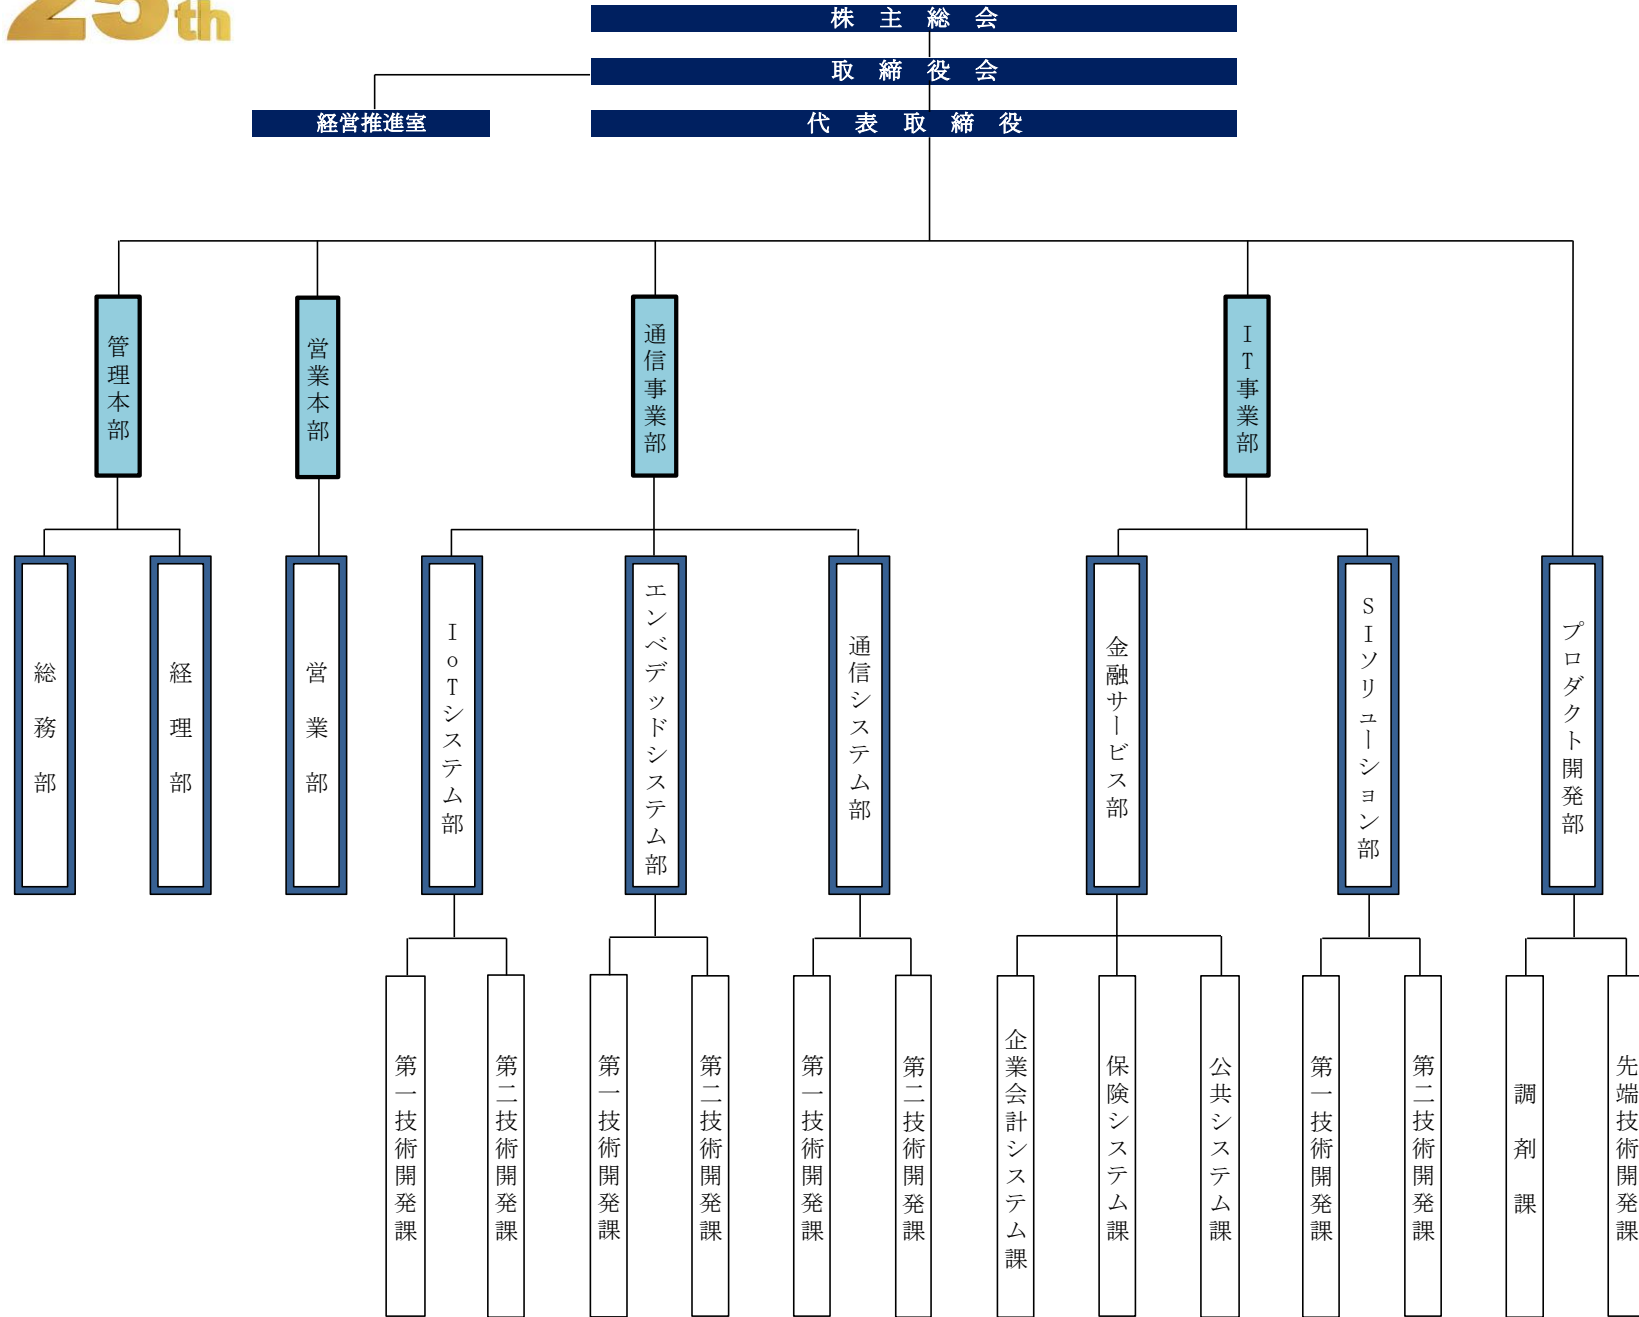 25th
株主総会
取締役会
経営推進室
代表取締役
管理本部
営業本部
通信事業部
IT事業部
総務部
経理部
営業部
IoTシステム部
エンベデッドシステム部
通信システム部
金融サービス部
SIソリューション部
プロダクト開発部
第一技術開発課
第二技術開発課
第一技術開発課
第二技術開発課
第一技術開発課
第二技術開発課
企業会計システム課
保険システム課
公共システム課
第一技術開発課
第二技術開発課
調剤課
先端技術開発課